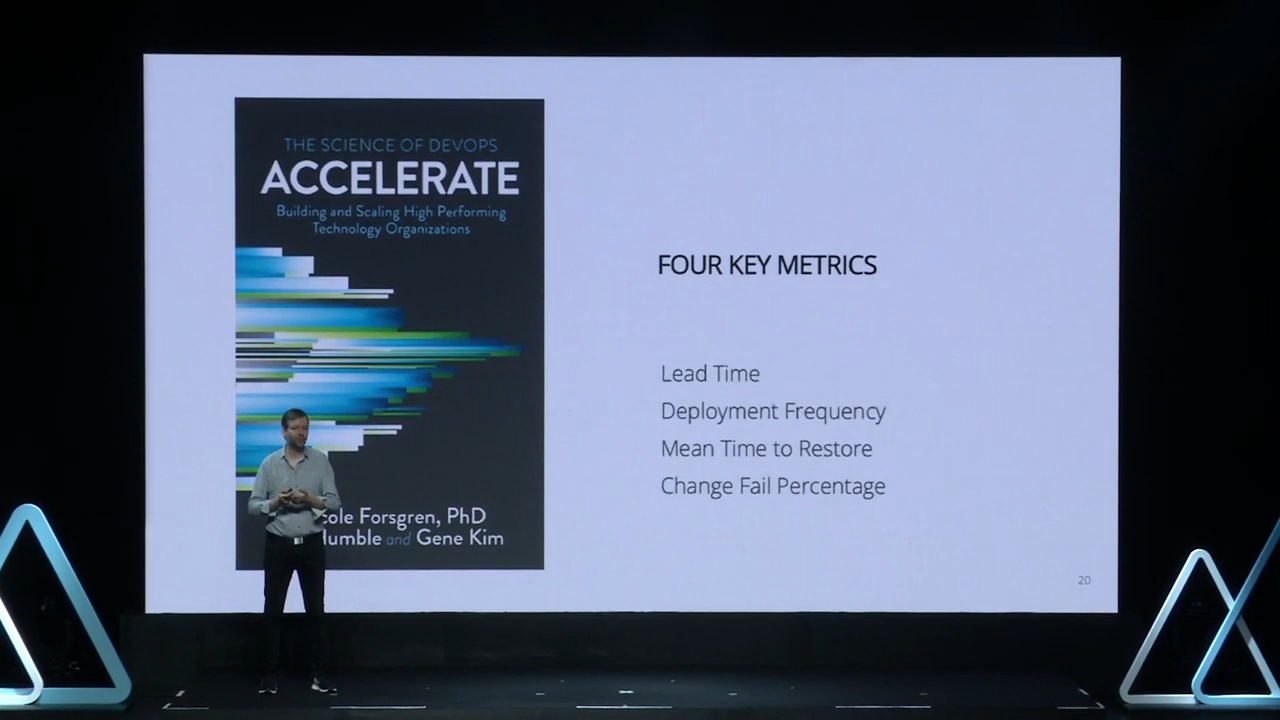 THE SCIENCE OF DEVOPS
ACCELERATE
Building and Scaling High Performing
Technology Organizations
Forsgren, PhD
and Gene Kim
FOUR KEY METRICS
Lead Time
Deployment Frequency
Mean Time to Restore
Change Fail Percentage
20